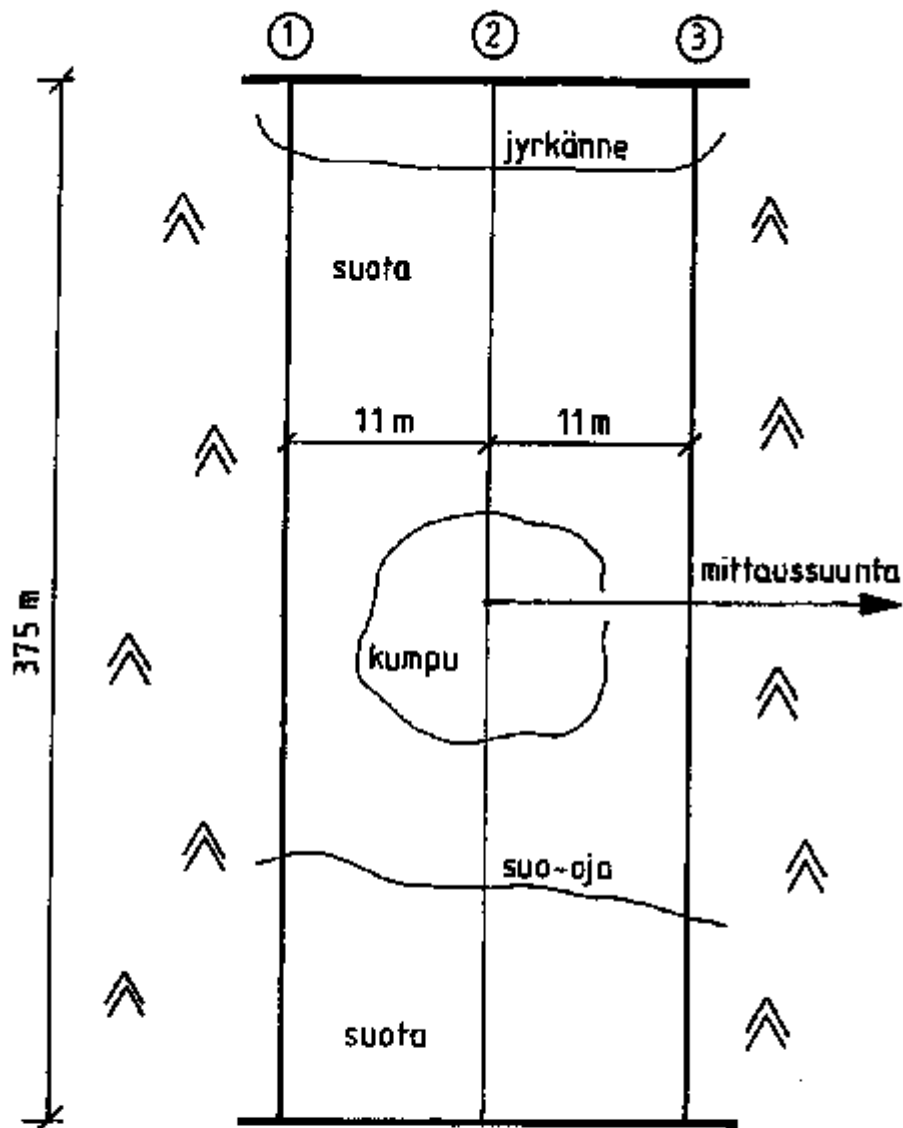 1 2 3
jyrkänne
suota
11 m 11 m
mittaussuunta
375 m
kumpu
suo-oja
suota